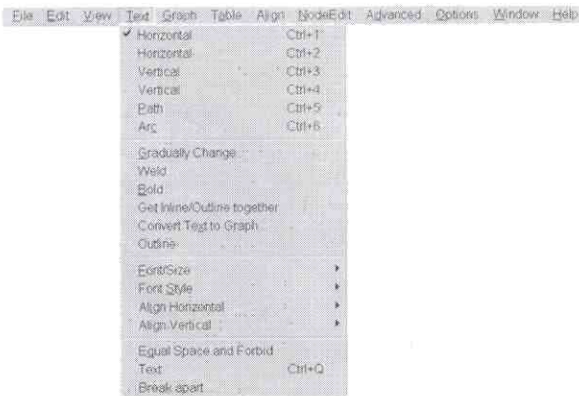 File Edit View Text Graph Table Align NodeEdit Advanced Options Window Help
✓ Horizontal Ctrl+1
Horizontal Ctrl+2
Vertical Ctrl+3
Vertical Ctrl+4
Path Ctrl+5
Arc Ctrl+6
Gradually Change
Weld
Bold
Get Inline/Outline together
Convert Text to Graph
Outline
Font/Size
Font Style
Align Horizontal
Align Vertical
Equal Space and Forbid
Text Ctrl+Q
Break apart